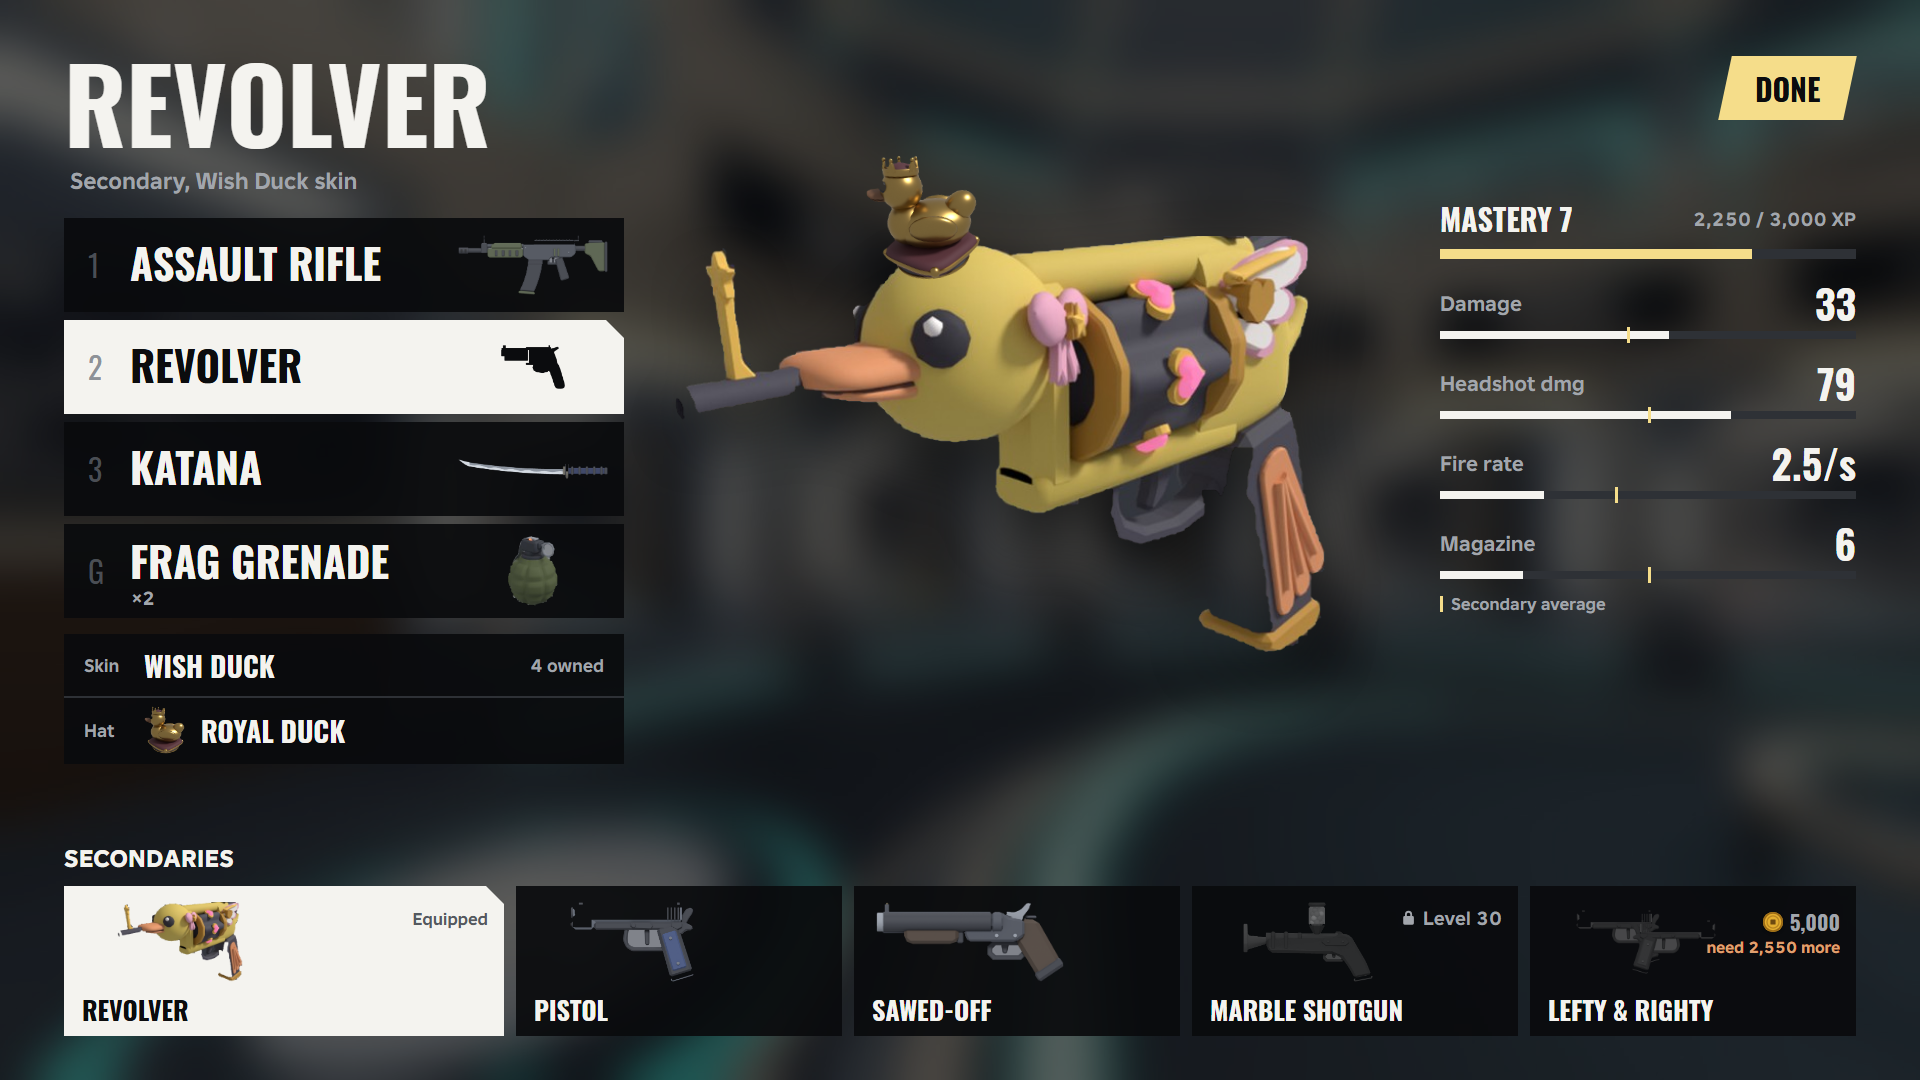 REVOLVER
Secondary, Wish Duck skin
DONE
1 ASSAULT RIFLE
2 REVOLVER
3 KATANA
G FRAG GRENADE
×2
Skin WISH DUCK 4 owned
Hat ROYAL DUCK
MASTERY 7 2,250 / 3,000 XP
Damage 33
Headshot dmg 79
Fire rate 2.5/s
Magazine 6
Secondary average
SECONDARIES
Equipped
REVOLVER
PISTOL
SAWED-OFF
Level 30
MARBLE SHOTGUN
5,000
need 2,550 more
LEFTY & RIGHTY